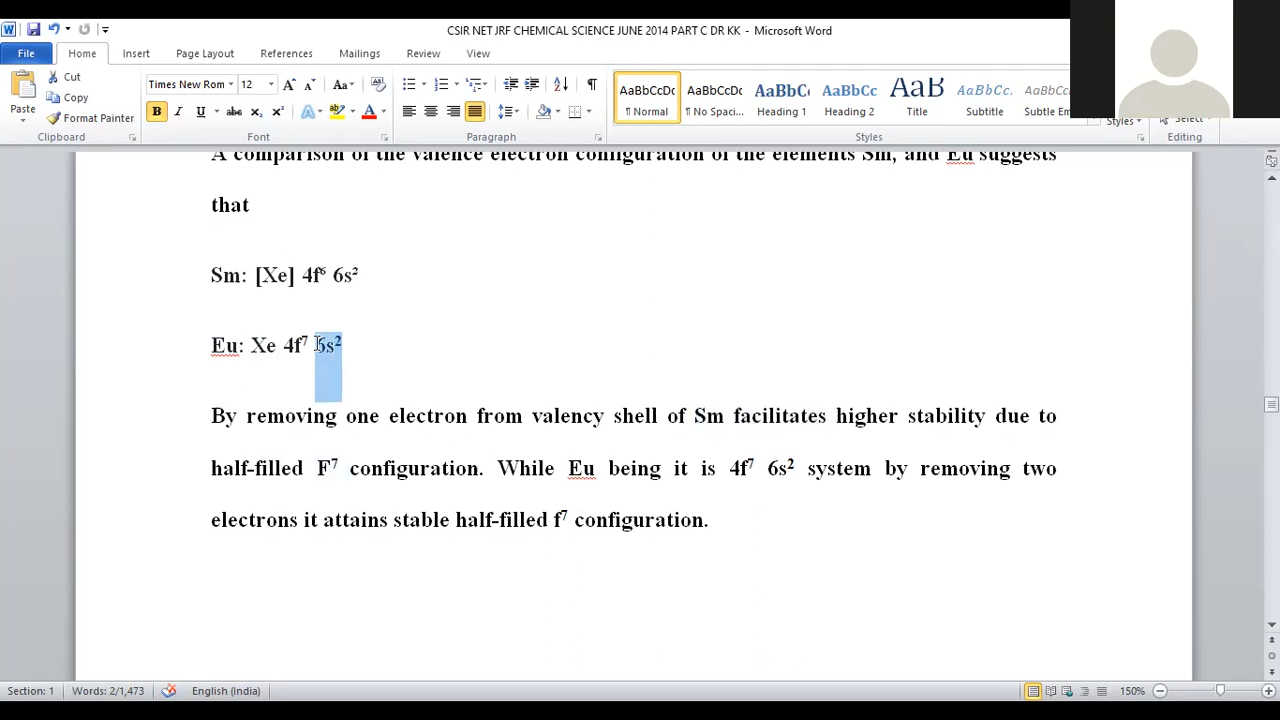 CSIR NET JRF CHEMICAL SCIENCE JUNE 2014 PART C DR KK - Microsoft Word
File Home Insert Page Layout References Mailings Review View
Paste
Cut
Copy
Format Painter
Clipboard
Times New Rom 12
Font
Paragraph
AaBbCcDc AaBbCcDc AaBbCc AaBbCc AaB AaBbCc. AaBbCc.
¶ Normal ¶ No Spaci... Heading 1 Heading 2 Title Subtitle Subtle Em...
Styles
Styles
Select
Editing
A comparison of the valence electron configuration of the elements Sm, and Eu suggests
that
Sm: [Xe] 4f⁶ 6s²
Eu: Xe 4f⁷ 6s²
By removing one electron from valency shell of Sm facilitates higher stability due to
half-filled F⁷ configuration. While Eu being it is 4f⁷ 6s² system by removing two
electrons it attains stable half-filled f⁷ configuration.
Section: 1 Words: 2/1,473 English (India) 150%